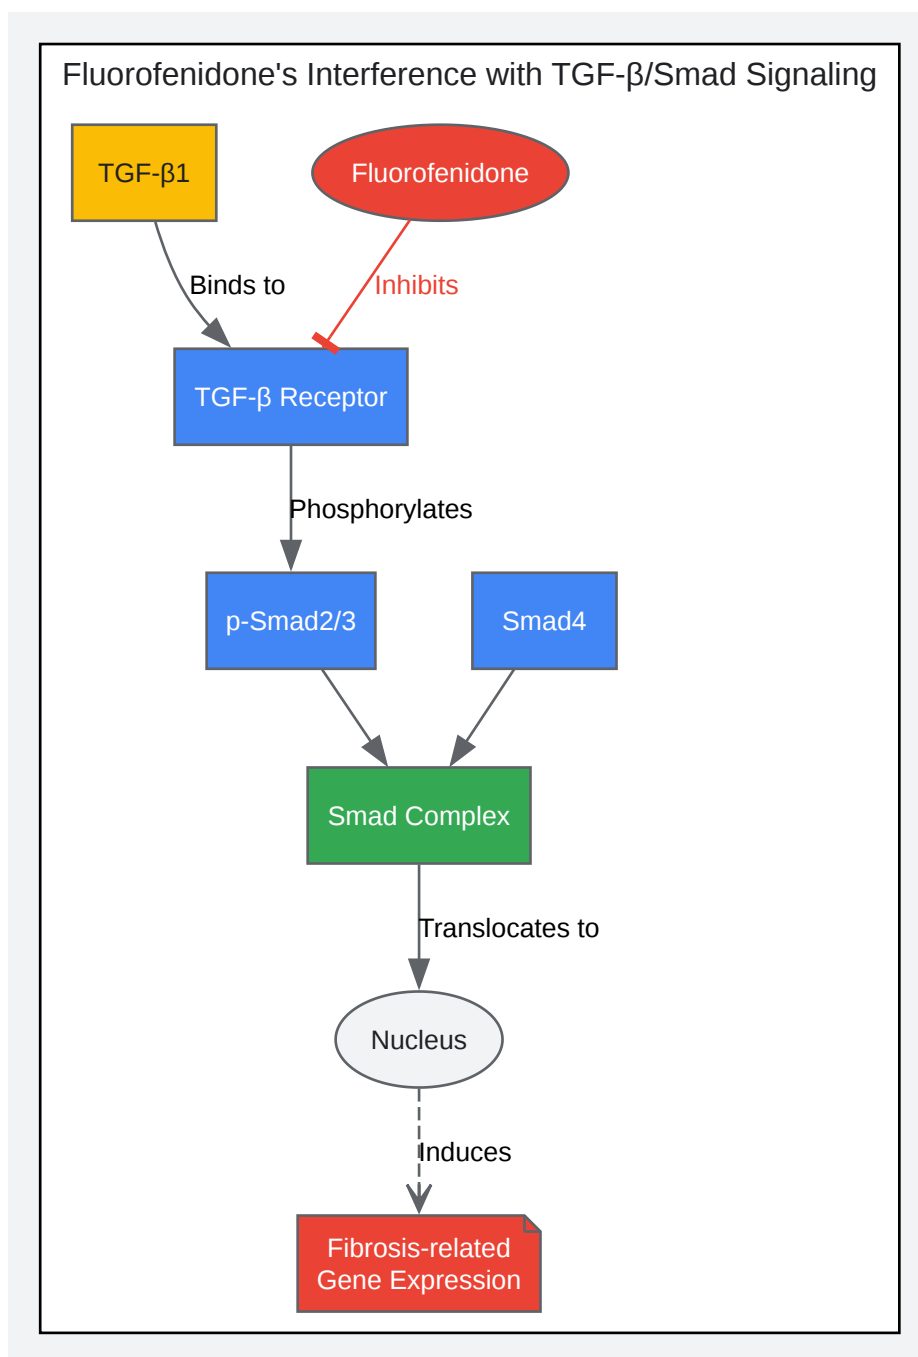 Fluorofenidone's Interference with TGF-β/Smad Signaling
TGF-β1
Fluorofenidone
Binds to
Inhibits
TGF-β Receptor
Phosphorylates
p-Smad2/3
Smad4
Smad Complex
Translocates to
Nucleus
Induces
Fibrosis-related
Gene Expression